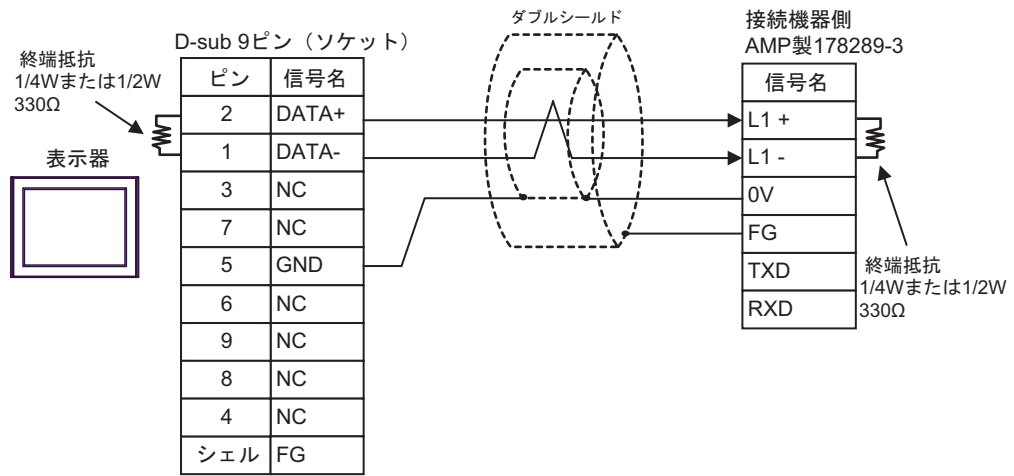 ダブルシールド
D-sub 9ピン（ソケット）
終端抵抗
1/4Wまたは1/2W
330Ω
表示器
ピン 信号名
2 DATA+
1 DATA-
3 NC
7 NC
5 GND
6 NC
9 NC
8 NC
4 NC
シェル FG
接続機器側
AMP製178289-3
信号名
L1 +
L1 -
0V
FG
TXD
RXD
終端抵抗
1/4Wまたは1/2W
330Ω